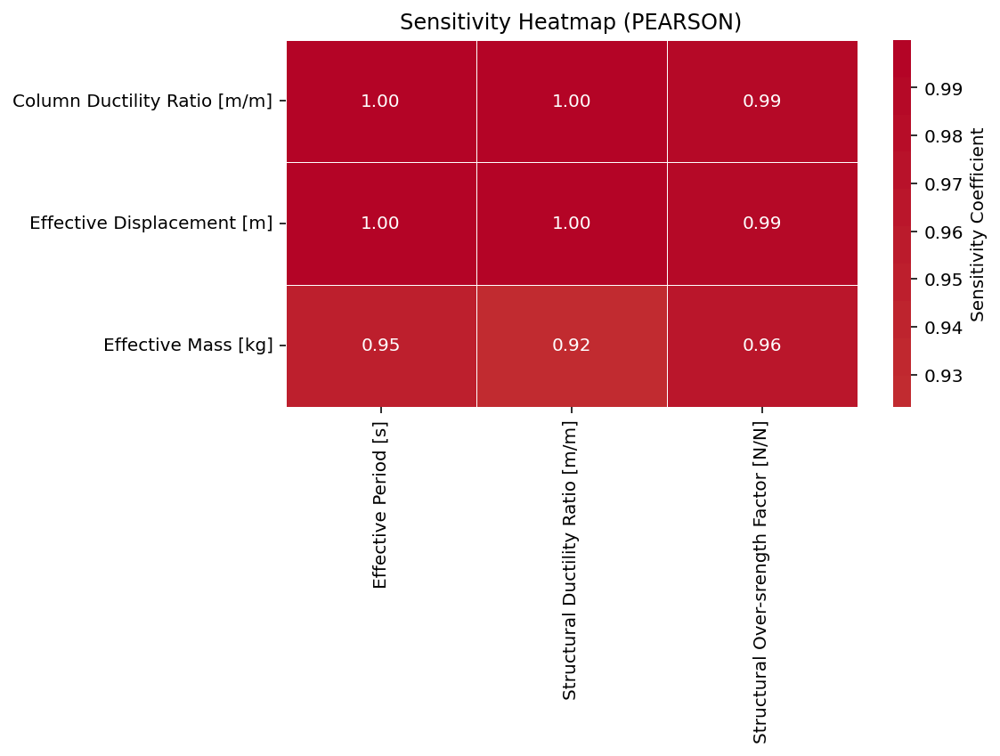 Sensitivity Heatmap (PEARSON)
Column Ductility Ratio [m/m]
1.00
1.00
0.99
Effective Displacement [m]
1.00
1.00
0.99
Effective Mass [kg]
0.95
0.92
0.96
Effective Period [s]
Structural Ductility Ratio [m/m]
Structural Over-srength Factor [N/N]
0.99
0.98
0.97
0.96
0.95
0.94
0.93
Sensitivity Coefficient